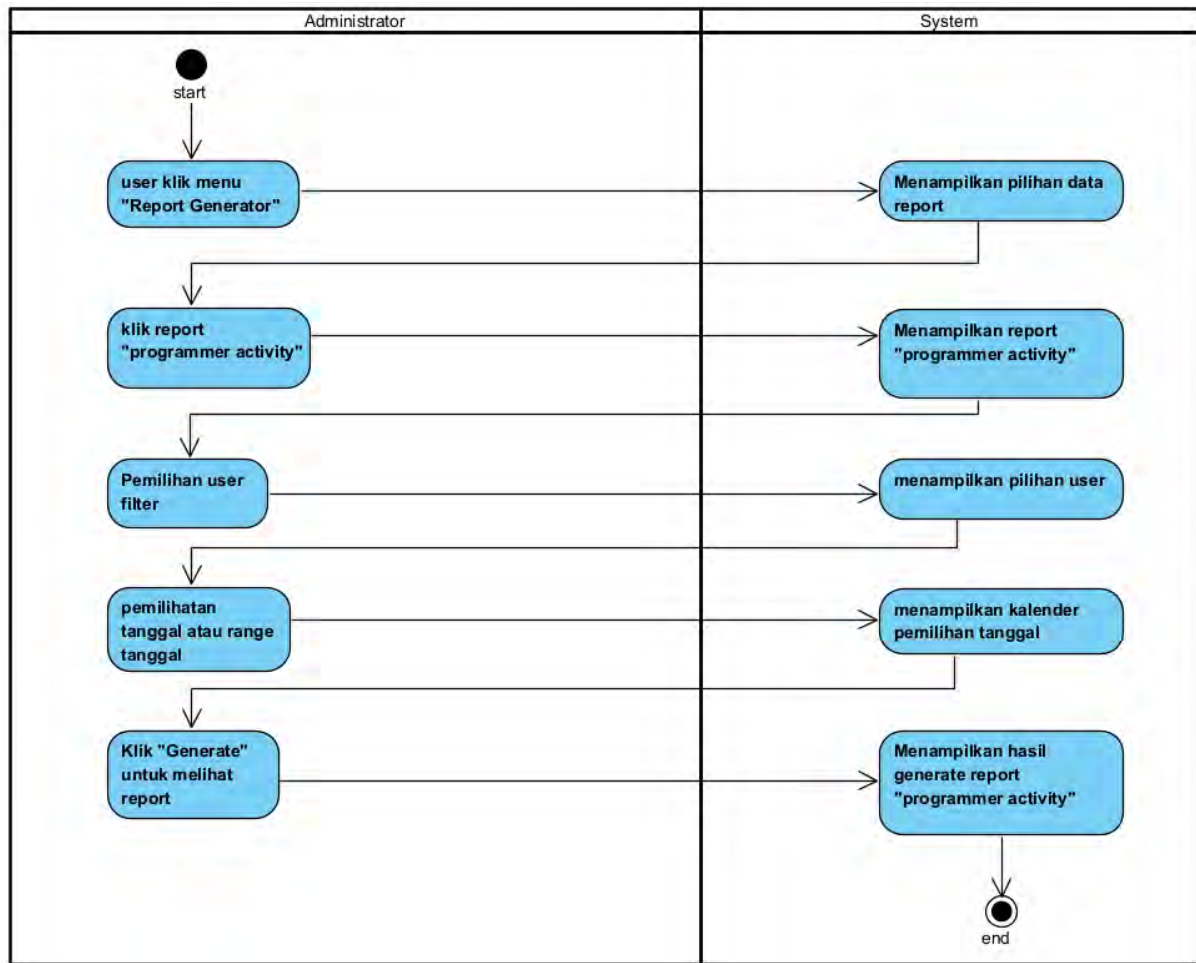 Administrator
System
start
user klik menu
"Report Generator"
Menampilkan pilihan data
report
klik report
"programmer activity"
Menampilkan report
"programmer activity"
Pemilihan user
filter
menampilkan pilihan user
pemilihatan
tanggal atau range
tanggal
menampilkan kalender
pemilihan tanggal
Klik "Generate"
untuk melihat
report
Menampilkan hasil
generate report
"programmer activity"
end